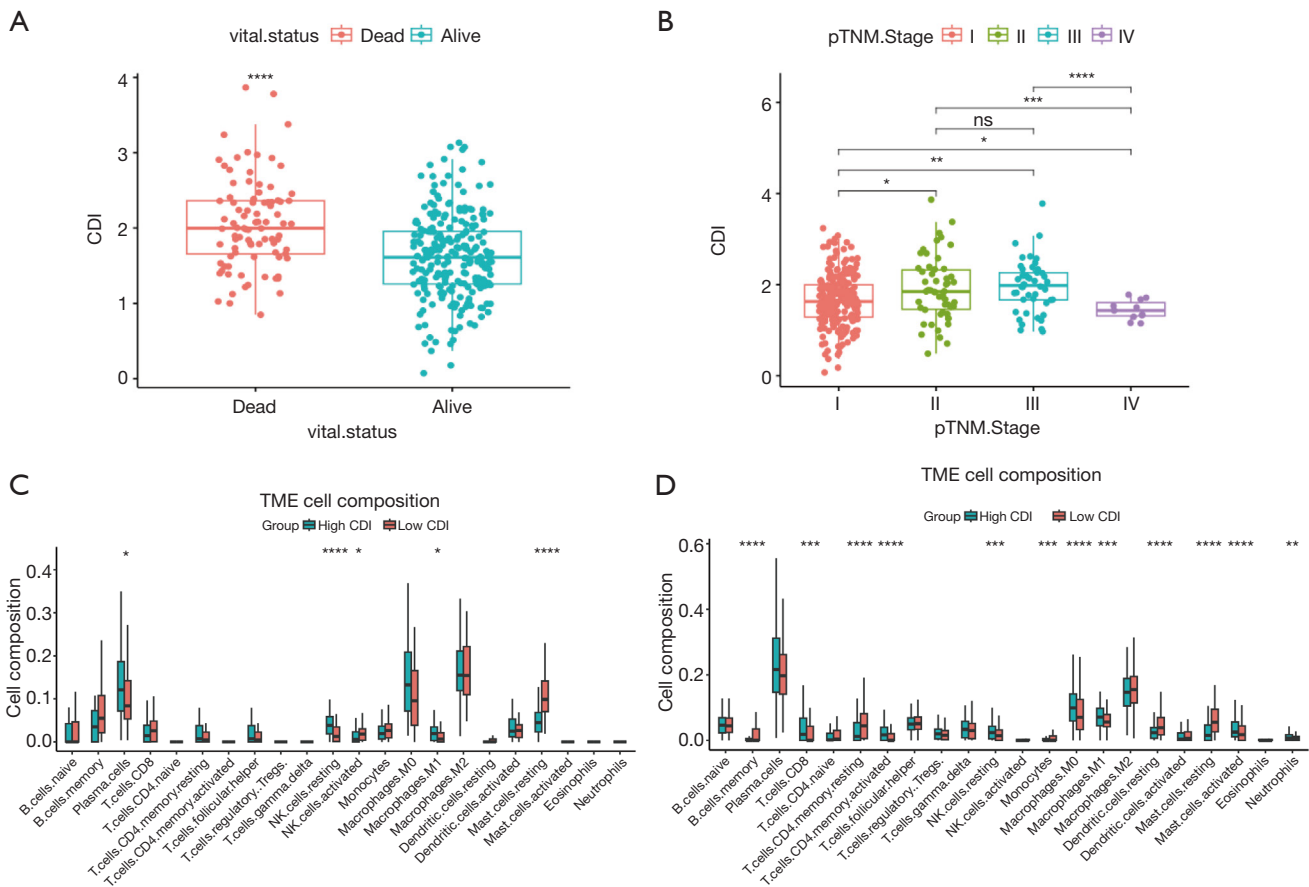 A
vital.status Dead Alive
****
4
3
2
1
0
CDI
Dead Alive
vital.status
B
pTNM.Stage I II III IV
****
***
ns
*
**
*
6
4
2
0
CDI
I II III IV
pTNM.Stage
C
TME cell composition
Group High CDI Low CDI
* **** * * ****
0.4
0.3
0.2
0.1
0.0
Cell composition
B.cells.naive
B.cells.memory
Plasma.cells
T.cells.CD8
T.cells.CD4.naive
T.cells.CD4.memory.resting
T.cells.CD4.memory.activated
T.cells.follicular.helper
T.cells.regulatory..Tregs.
T.cells.gamma.delta
NK.cells.resting
NK.cells.activated
Monocytes
Macrophages.M0
Macrophages.M1
Macrophages.M2
Dendritic.cells.resting
Dendritic.cells.activated
Mast.cells.resting
Mast.cells.activated
Eosinophils
Neutrophils
D
TME cell composition
Group High CDI Low CDI
**** *** **** **** *** *** **** *** **** **** **** **
0.6
0.4
0.2
0.0
Cell composition
B.cells.naive
B.cells.memory
Plasma.cells
T.cells.CD8
T.cells.CD4.naive
T.cells.CD4.memory.resting
T.cells.CD4.memory.activated
T.cells.follicular.helper
T.cells.regulatory..Tregs.
T.cells.gamma.delta
NK.cells.resting
NK.cells.activated
Monocytes
Macrophages.M0
Macrophages.M1
Macrophages.M2
Dendritic.cells.resting
Dendritic.cells.activated
Mast.cells.resting
Mast.cells.activated
Eosinophils
Neutrophils